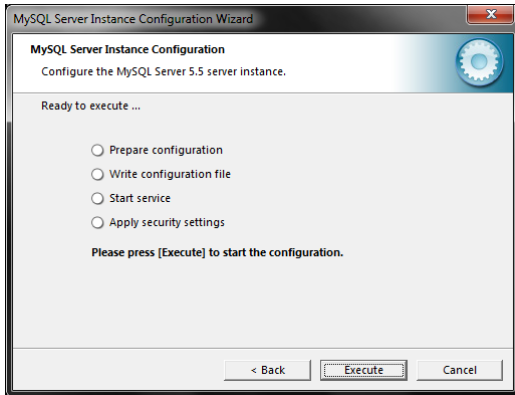 MySQL Server Instance Configuration Wizard
MySQL Server Instance Configuration
Configure the MySQL Server 5.5 server instance.
Ready to execute ...
Prepare configuration
Write configuration file
Start service
Apply security settings
Please press [Execute] to start the configuration.
< Back Execute Cancel